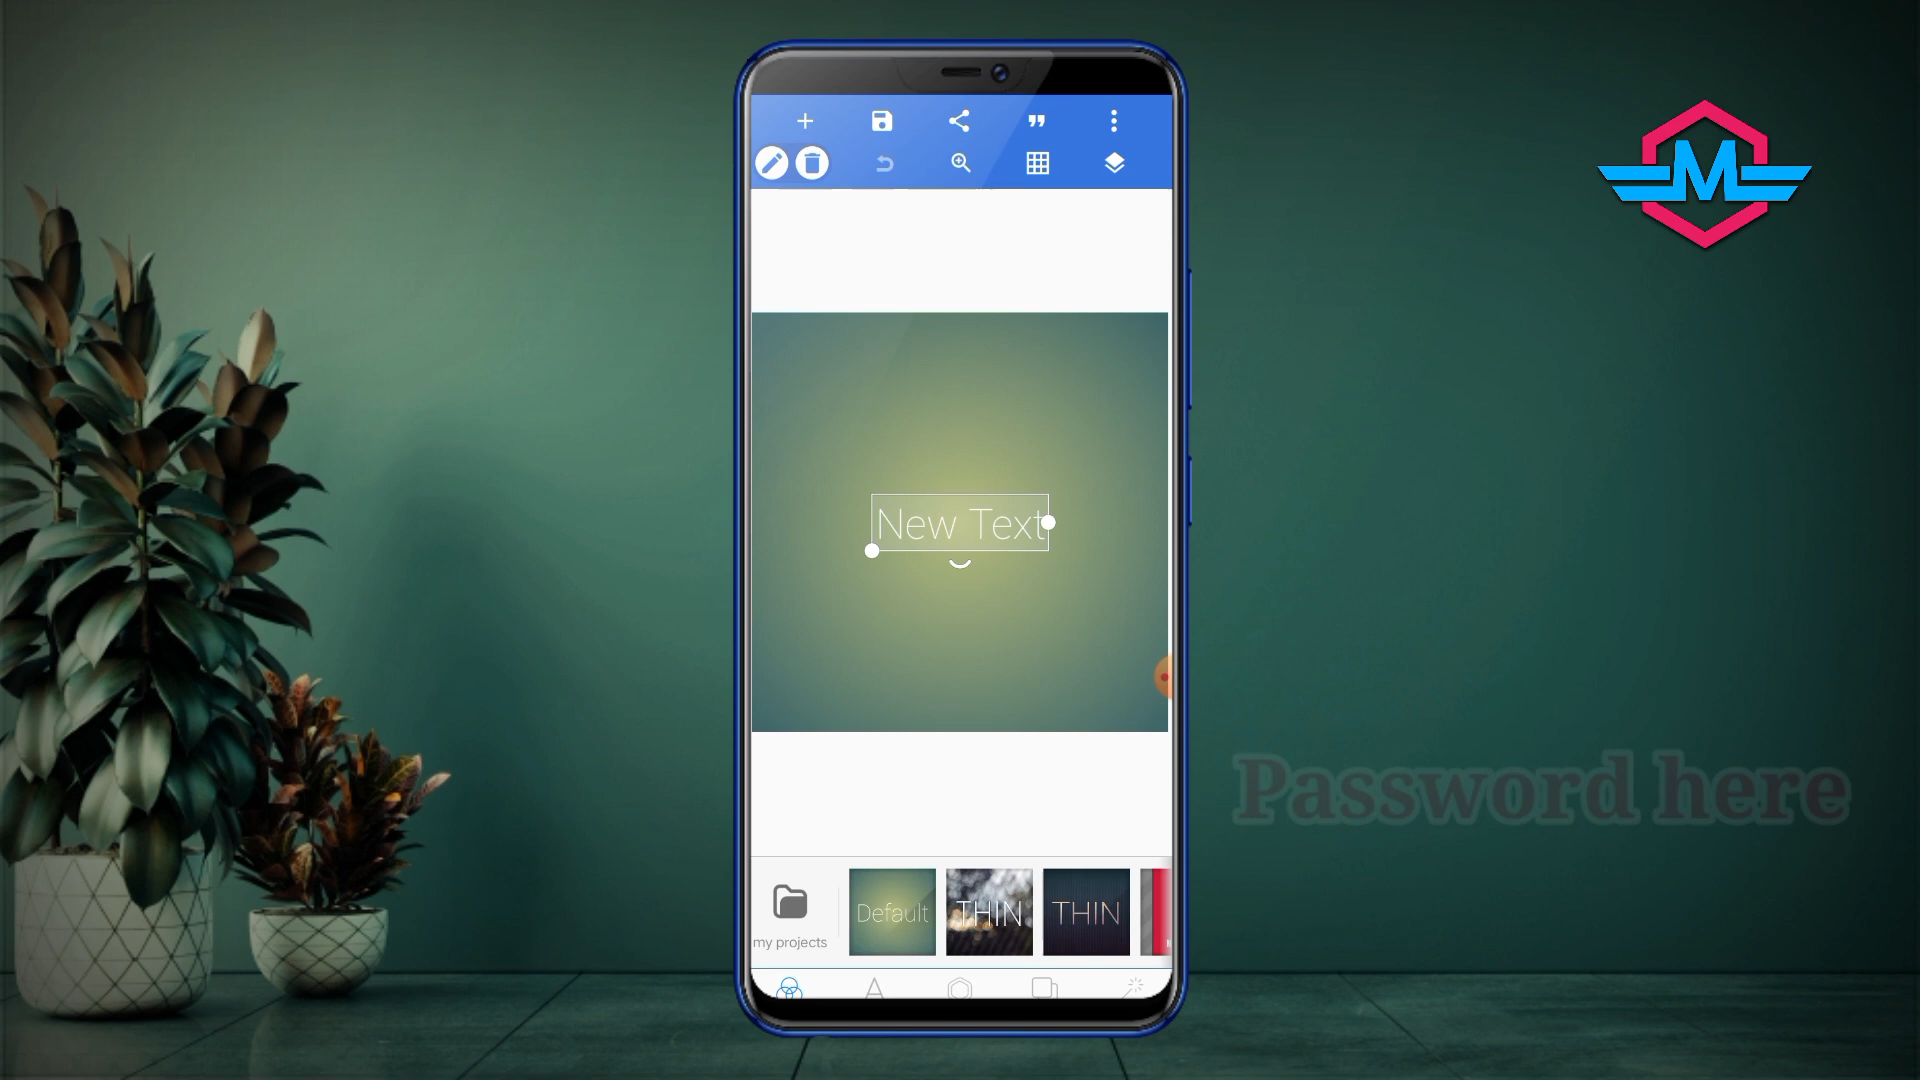 M
New Text
Password here
my projects
Default
THIN
THIN